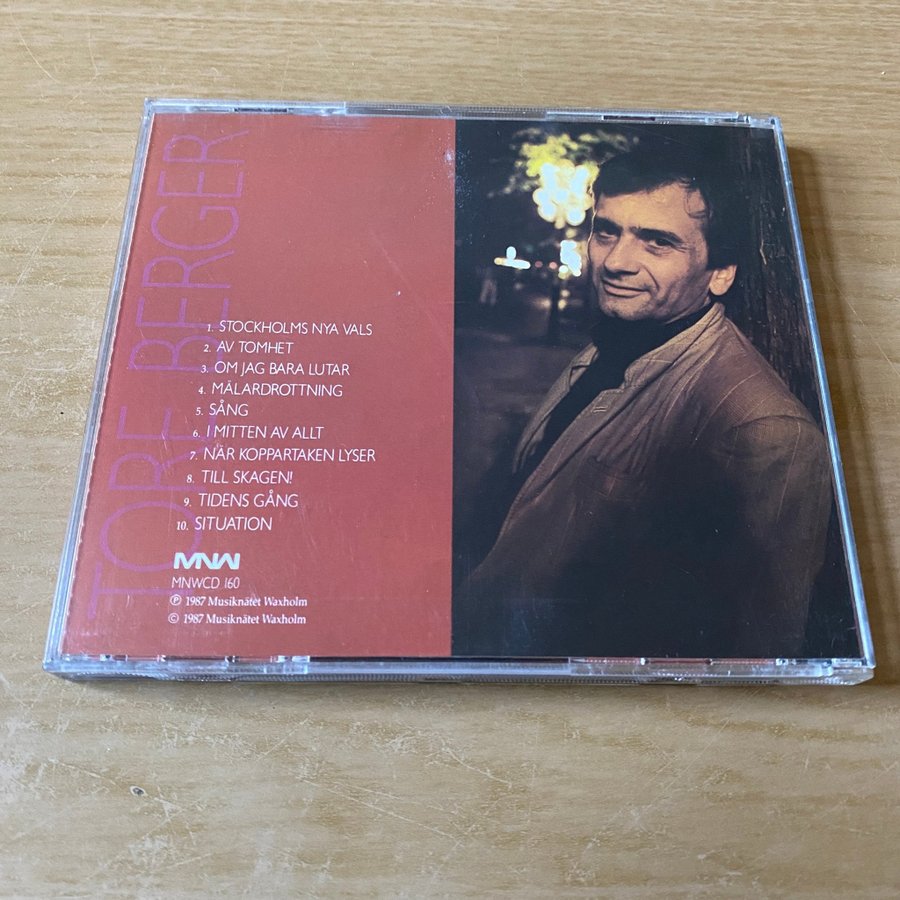 TORE BERGER
1. STOCKHOLMS NYA VALS
2. AV TOMHET
3. OM JAG BARA LUTAR
4. MÄLARDROTTNING
5. SÅNG
6. I MITTEN AV ALLT
7. NÄR KOPPARTAKEN LYSER
8. TILL SKAGEN!
9. TIDENS GÅNG
10. SITUATION
MNW
MNWCD 160
℗ 1987 Musiknätet Waxholm
© 1987 Musiknätet Waxholm